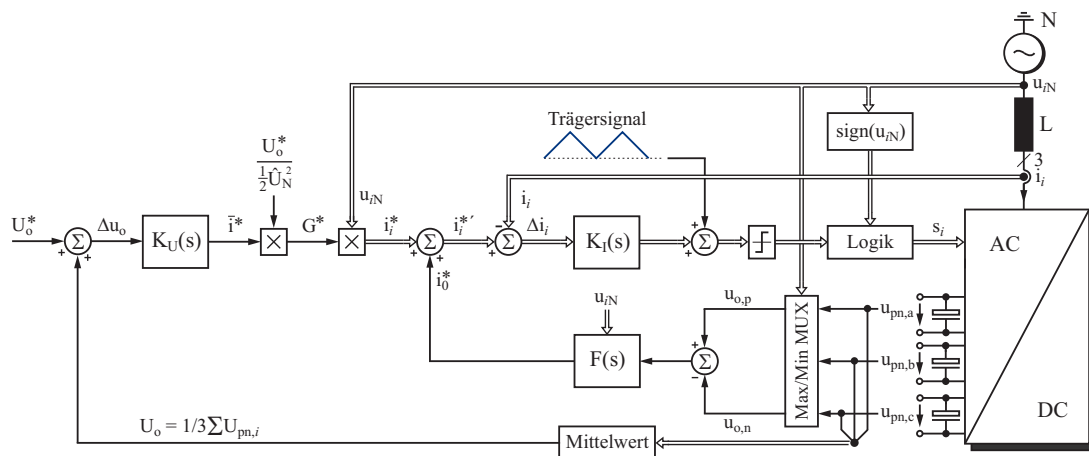 N
u_iN
L
3
i_i
Trägersignal
sign(u_iN)
U_o^*
½Û_N^2
U_o^*
+
+
Σ
Δu_o
K_U(s)
ī^*
×
G^*
u_iN
×
i_i^*
+
+
Σ
i_i^*´
i_i
-
+
Σ
Δi_i
K_I(s)
+
+
Σ
Logik
s_i
AC
DC
i_0^*
u_iN
F(s)
u_o,p
+
Σ
−
u_o,n
Max/Min MUX
u_pn,a
u_pn,b
u_pn,c
U_o = 1/3∑U_pn,i
Mittelwert